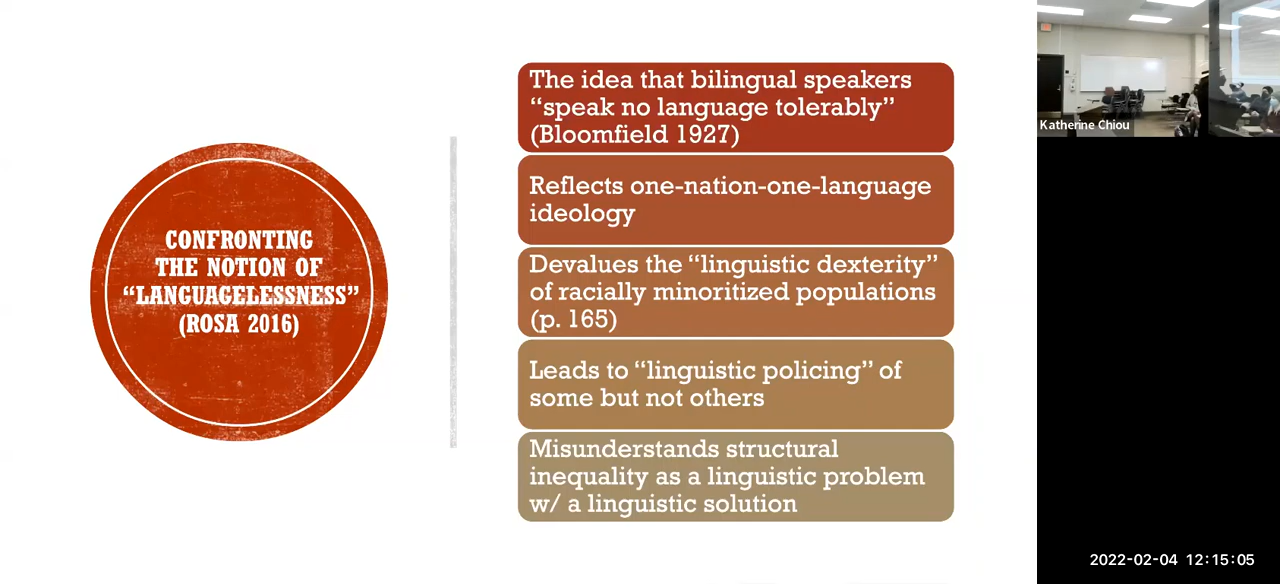 CONFRONTING
THE NOTION OF
“LANGUAGELESSNESS”
(ROSA 2016)
The idea that bilingual speakers
“speak no language tolerably”
(Bloomfield 1927)
Reflects one-nation-one-language
ideology
Devalues the “linguistic dexterity”
of racially minoritized populations
(p. 165)
Leads to “linguistic policing” of
some but not others
Misunderstands structural
inequality as a linguistic problem
w/ a linguistic solution
Katherine Chiou
2022-02-04 12:15:05